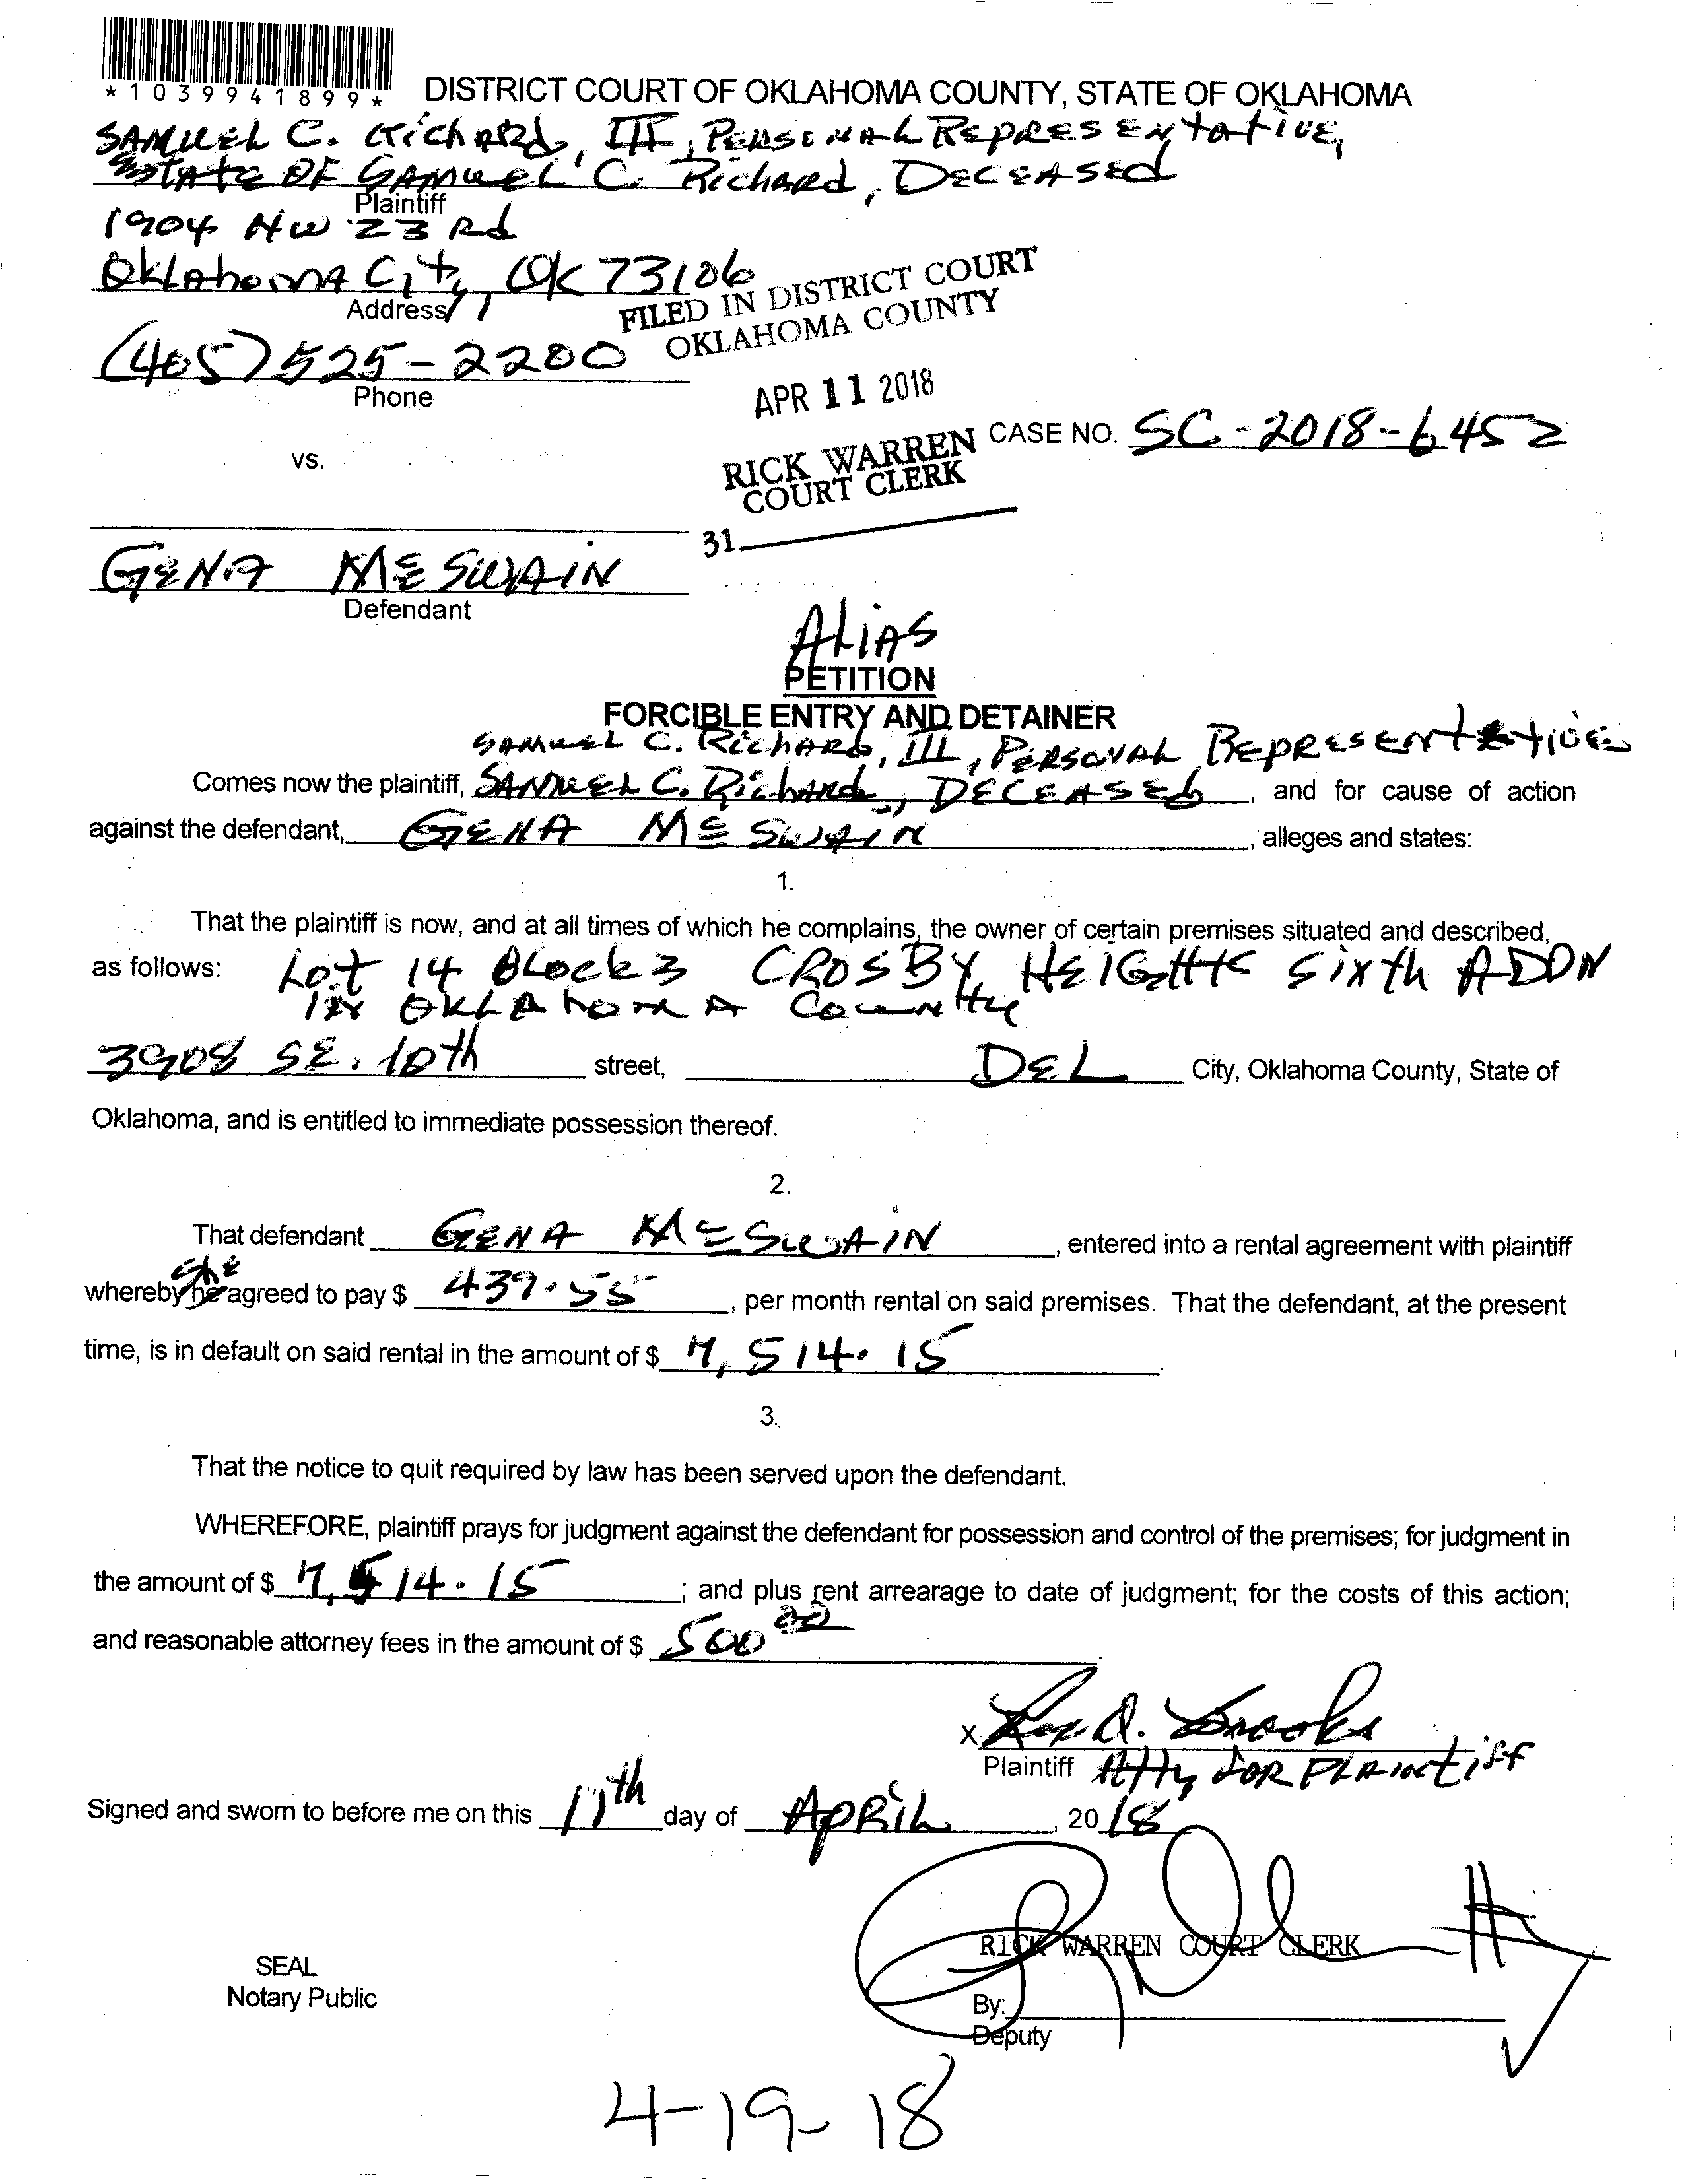 *1039941899*
DISTRICT COURT OF OKLAHOMA COUNTY, STATE OF OKLAHOMA
SAMUEL C. Richard, III, PERSONAL REPRESENTATIVE,
ESTATE OF SAMUEL C. Richard, DECEASED
Plaintiff
1904 NW 23 Rd
Oklahoma City, OK 73106
Address
(405) 525-2200
Phone
FILED IN DISTRICT COURT
OKLAHOMA COUNTY
APR 11 2018
RICK WARREN
COURT CLERK
31
CASE NO. SC-2018-6452
vs.
GENA MESWAIN
Defendant
ALIAS
PETITION
FORCIBLE ENTRY AND DETAINER
SAMUEL C. RICHARD, III, PERSONAL REPRESENTATIVE
Comes now the plaintiff, SAMUEL C. Richard, DECEASED, and for cause of action
against the defendant, GENA MESWAIN, alleges and states:
1.
That the plaintiff is now, and at all times of which he complains, the owner of certain premises situated and described,
as follows: Lot 14 Block 3 CROSBY HEIGHTS Sixth ADDN
IN OKLAHOMA County
3908 SE. 10th street, DEL City, Oklahoma County, State of
Oklahoma, and is entitled to immediate possession thereof.
2.
That defendant GENA MESWAIN, entered into a rental agreement with plaintiff
whereby she he agreed to pay $ 439.55, per month rental on said premises. That the defendant, at the present
time, is in default on said rental in the amount of $ 7,514.15.
3.
That the notice to quit required by law has been served upon the defendant.
WHEREFORE, plaintiff prays for judgment against the defendant for possession and control of the premises; for judgment in
the amount of $ 7,514.15; and plus rent arrearage to date of judgment; for the costs of this action;
and reasonable attorney fees in the amount of $ 500 00.
X
Plaintiff Atty FOR PLAINTiff
Signed and sworn to before me on this 11th day of APRIL, 2018
RICK WARREN COURT CLERK
SEAL
Notary Public
By:
Deputy
4-19-18